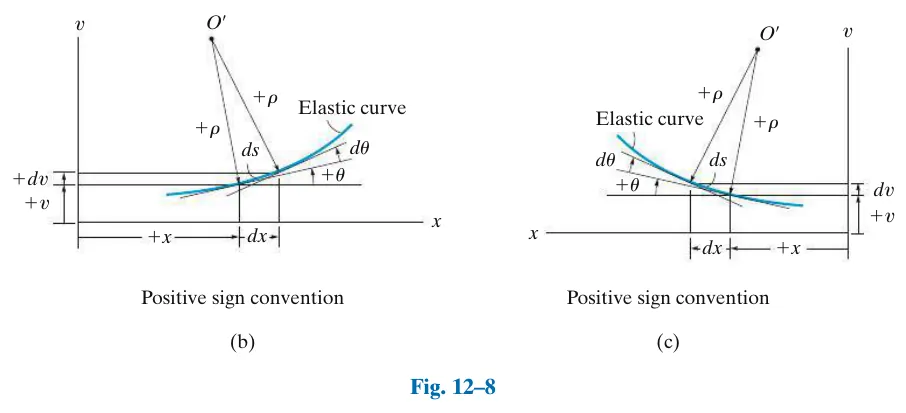 v
O′
+ρ
+ρ
Elastic curve
ds
dθ
+θ
+dv
+v
x
+x
dx
Positive sign convention
(b)
O′
v
+ρ
+ρ
Elastic curve
dθ
ds
+θ
dv
+v
x
dx
+x
Positive sign convention
(c)
Fig. 12–8